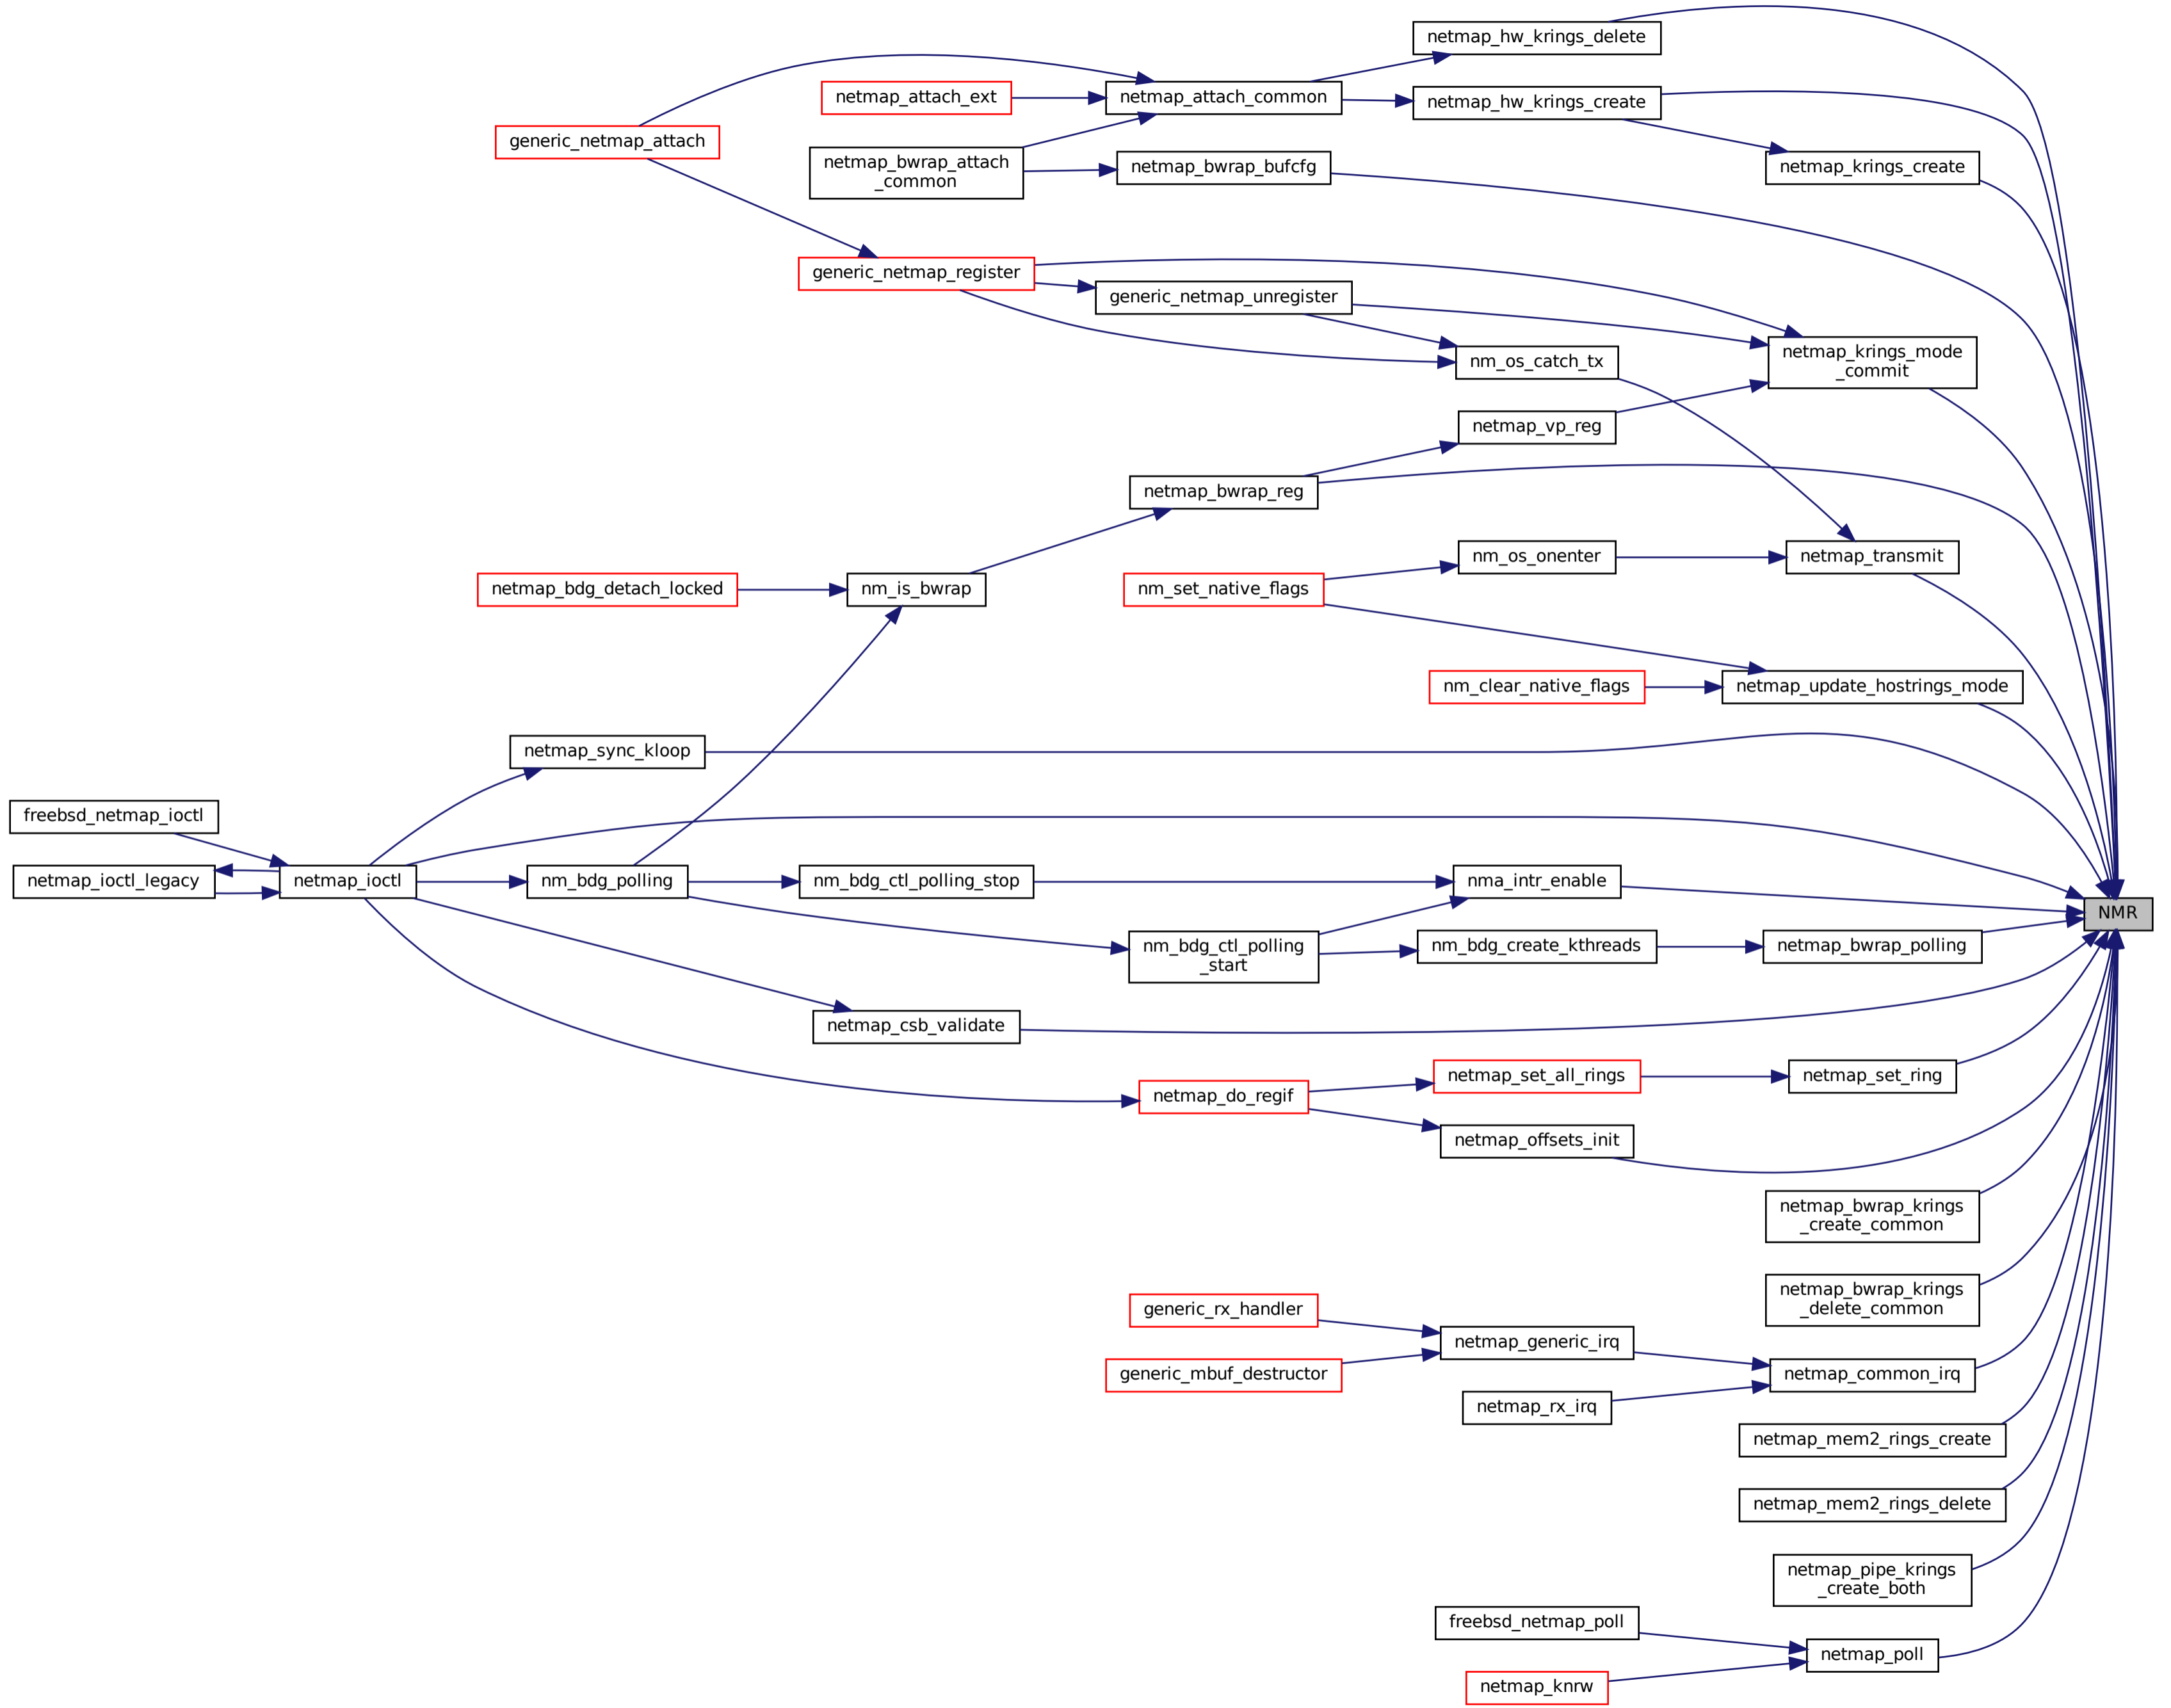 netmap_hw_krings_delete
netmap_attach_ext
netmap_attach_common
netmap_hw_krings_create
generic_netmap_attach
netmap_bwrap_attach
_common
netmap_bwrap_bufcfg
netmap_krings_create
generic_netmap_register
generic_netmap_unregister
nm_os_catch_tx
netmap_krings_mode
_commit
netmap_vp_reg
netmap_bwrap_reg
nm_os_onenter
netmap_transmit
netmap_bdg_detach_locked
nm_is_bwrap
nm_set_native_flags
nm_clear_native_flags
netmap_update_hostrings_mode
netmap_sync_kloop
freebsd_netmap_ioctl
netmap_ioctl_legacy
netmap_ioctl
nm_bdg_polling
nm_bdg_ctl_polling_stop
nma_intr_enable
NMR
nm_bdg_ctl_polling
_start
nm_bdg_create_kthreads
netmap_bwrap_polling
netmap_csb_validate
netmap_do_regif
netmap_set_all_rings
netmap_set_ring
netmap_offsets_init
netmap_bwrap_krings
_create_common
netmap_bwrap_krings
_delete_common
generic_rx_handler
netmap_generic_irq
generic_mbuf_destructor
netmap_common_irq
netmap_rx_irq
netmap_mem2_rings_create
netmap_mem2_rings_delete
netmap_pipe_krings
_create_both
freebsd_netmap_poll
netmap_poll
netmap_knrw